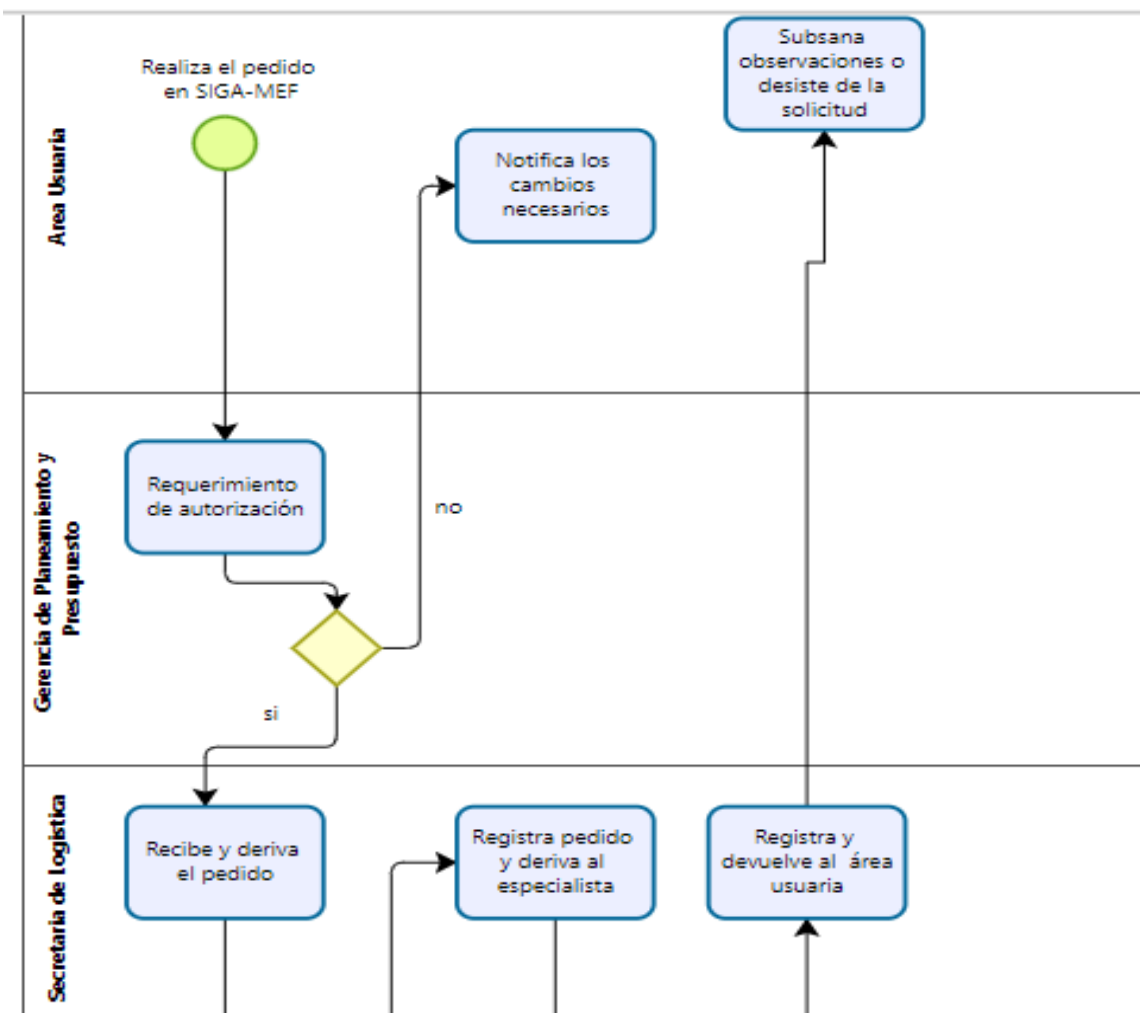 Area Usuaria
Realiza el pedido
en SIGA-MEF
Notifica los
cambios
necesarios
Subsana
observaciones o
desiste de la
solicitud
Gerencia de Planeamiento y
Presupuesto
Requerimiento
de autorización
no
si
Secretaria de Logistica
Recibe y deriva
el pedido
Registra pedido
y deriva al
especialista
Registra y
devuelve al área
usuaria